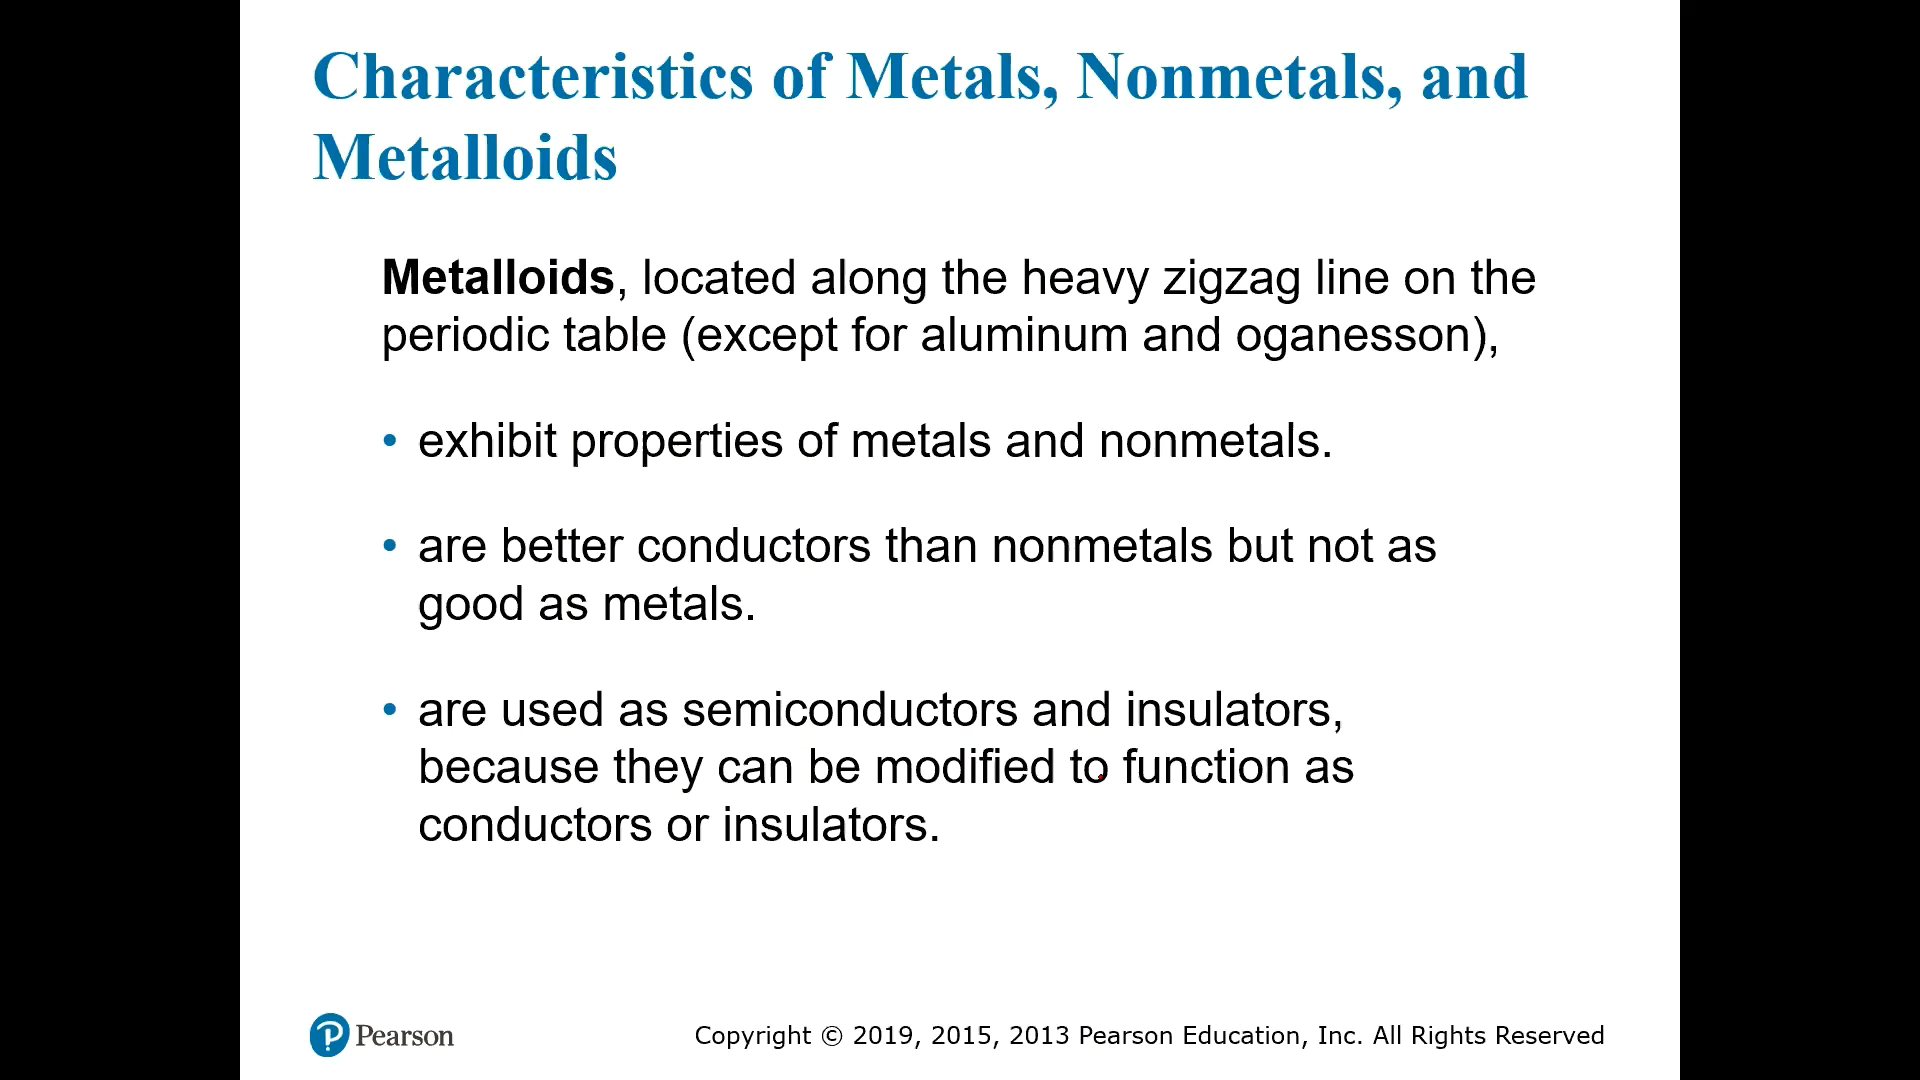 Characteristics of Metals, Nonmetals, and
Metalloids
Metalloids, located along the heavy zigzag line on the
periodic table (except for aluminum and oganesson),
• exhibit properties of metals and nonmetals.
• are better conductors than nonmetals but not as
good as metals.
• are used as semiconductors and insulators,
because they can be modified to function as
conductors or insulators.
Pearson
Copyright © 2019, 2015, 2013 Pearson Education, Inc. All Rights Reserved